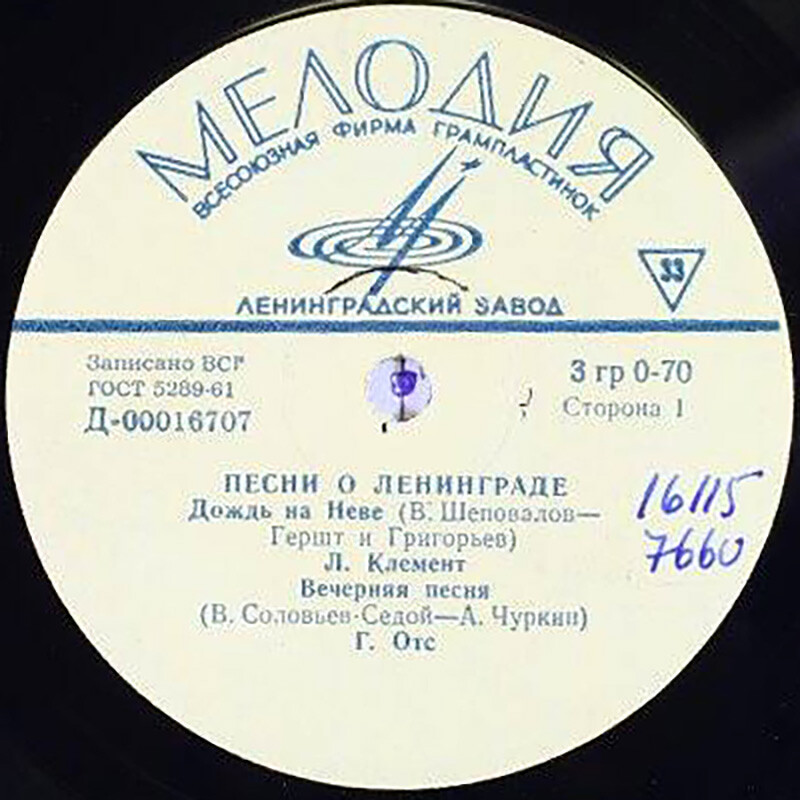 МЕЛОДИЯ
ВСЕСОЮЗНАЯ ФИРМА ГРАМПЛАСТИНОК
33
ЛЕНИНГРАДСКИЙ ЗАВОД
Записано ВСГ
ГОСТ 5289-61
Д-00016707
3 гр 0-70
Сторона 1
ПЕСНИ О ЛЕНИНГРАДЕ
Дождь на Неве (В. Шеповалов—
Гершт и Григорьев)
Л. Клемент
Вечерняя песня
(В. Соловьев-Седой—А. Чуркин)
Г. Отс
16115
7660